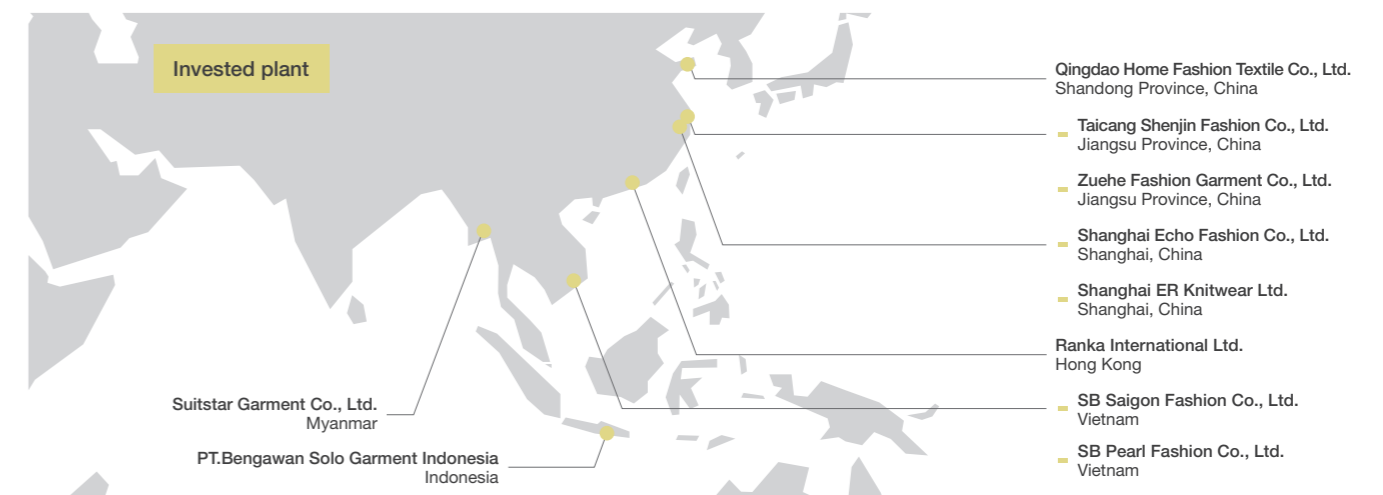 Invested plant
Qingdao Home Fashion Textile Co., Ltd.
Shandong Province, China
Taicang Shenjin Fashion Co., Ltd.
Jiangsu Province, China
Zuehe Fashion Garment Co., Ltd.
Jiangsu Province, China
Shanghai Echo Fashion Co., Ltd.
Shanghai, China
Shanghai ER Knitwear Ltd.
Shanghai, China
Ranka International Ltd.
Hong Kong
SB Saigon Fashion Co., Ltd.
Vietnam
SB Pearl Fashion Co., Ltd.
Vietnam
Suitstar Garment Co., Ltd.
Myanmar
PT.Bengawan Solo Garment Indonesia
Indonesia